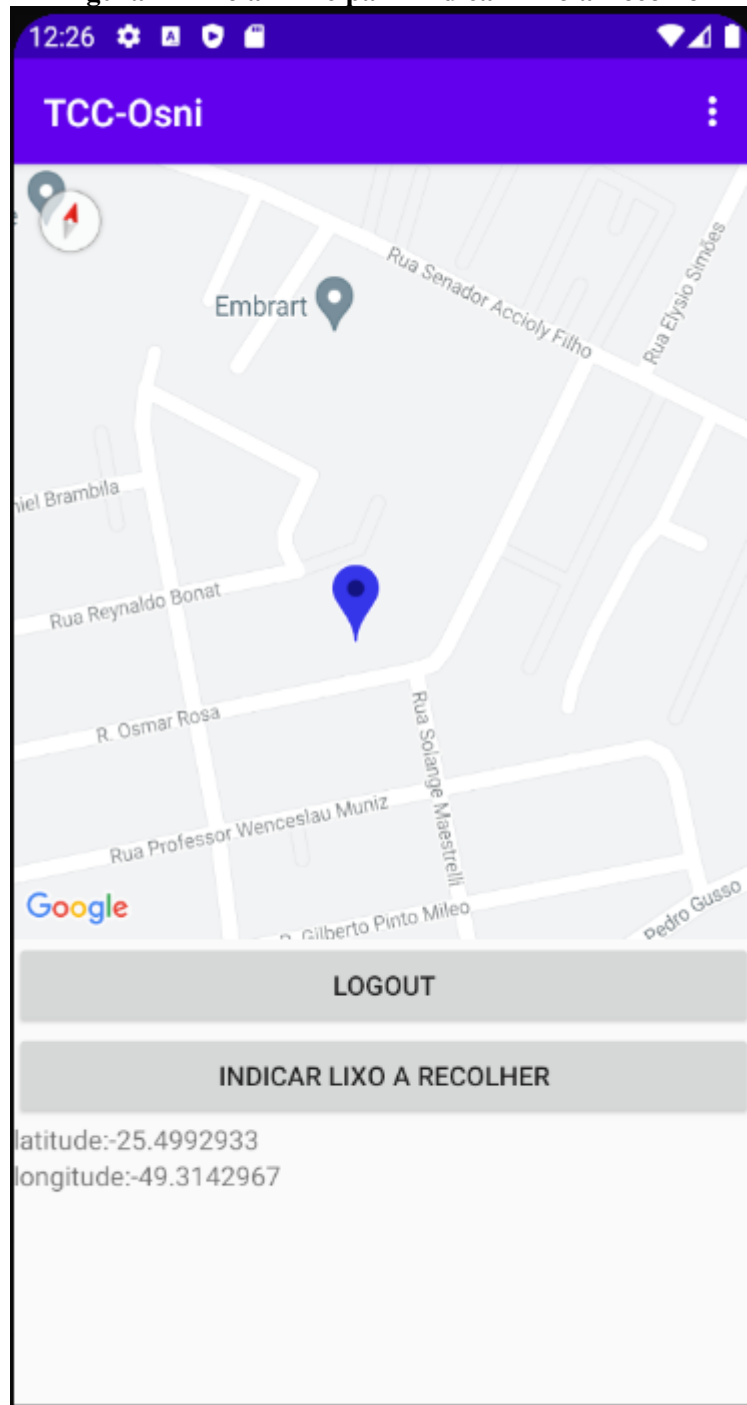 12:26
TCC-Osni
Embrart
Rua Senador Accioly Filho
Rua Elysio Simões
niel Brambila
Rua Reynaldo Bonat
R. Osmar Rosa
Rua Solange Maestrelli
Rua Professor Wenceslau Muniz
Gilberto Pinto Mileo
Pedro Gusso
Google
LOGOUT
INDICAR LIXO A RECOLHER
latitude:-25.4992933
longitude:-49.3142967